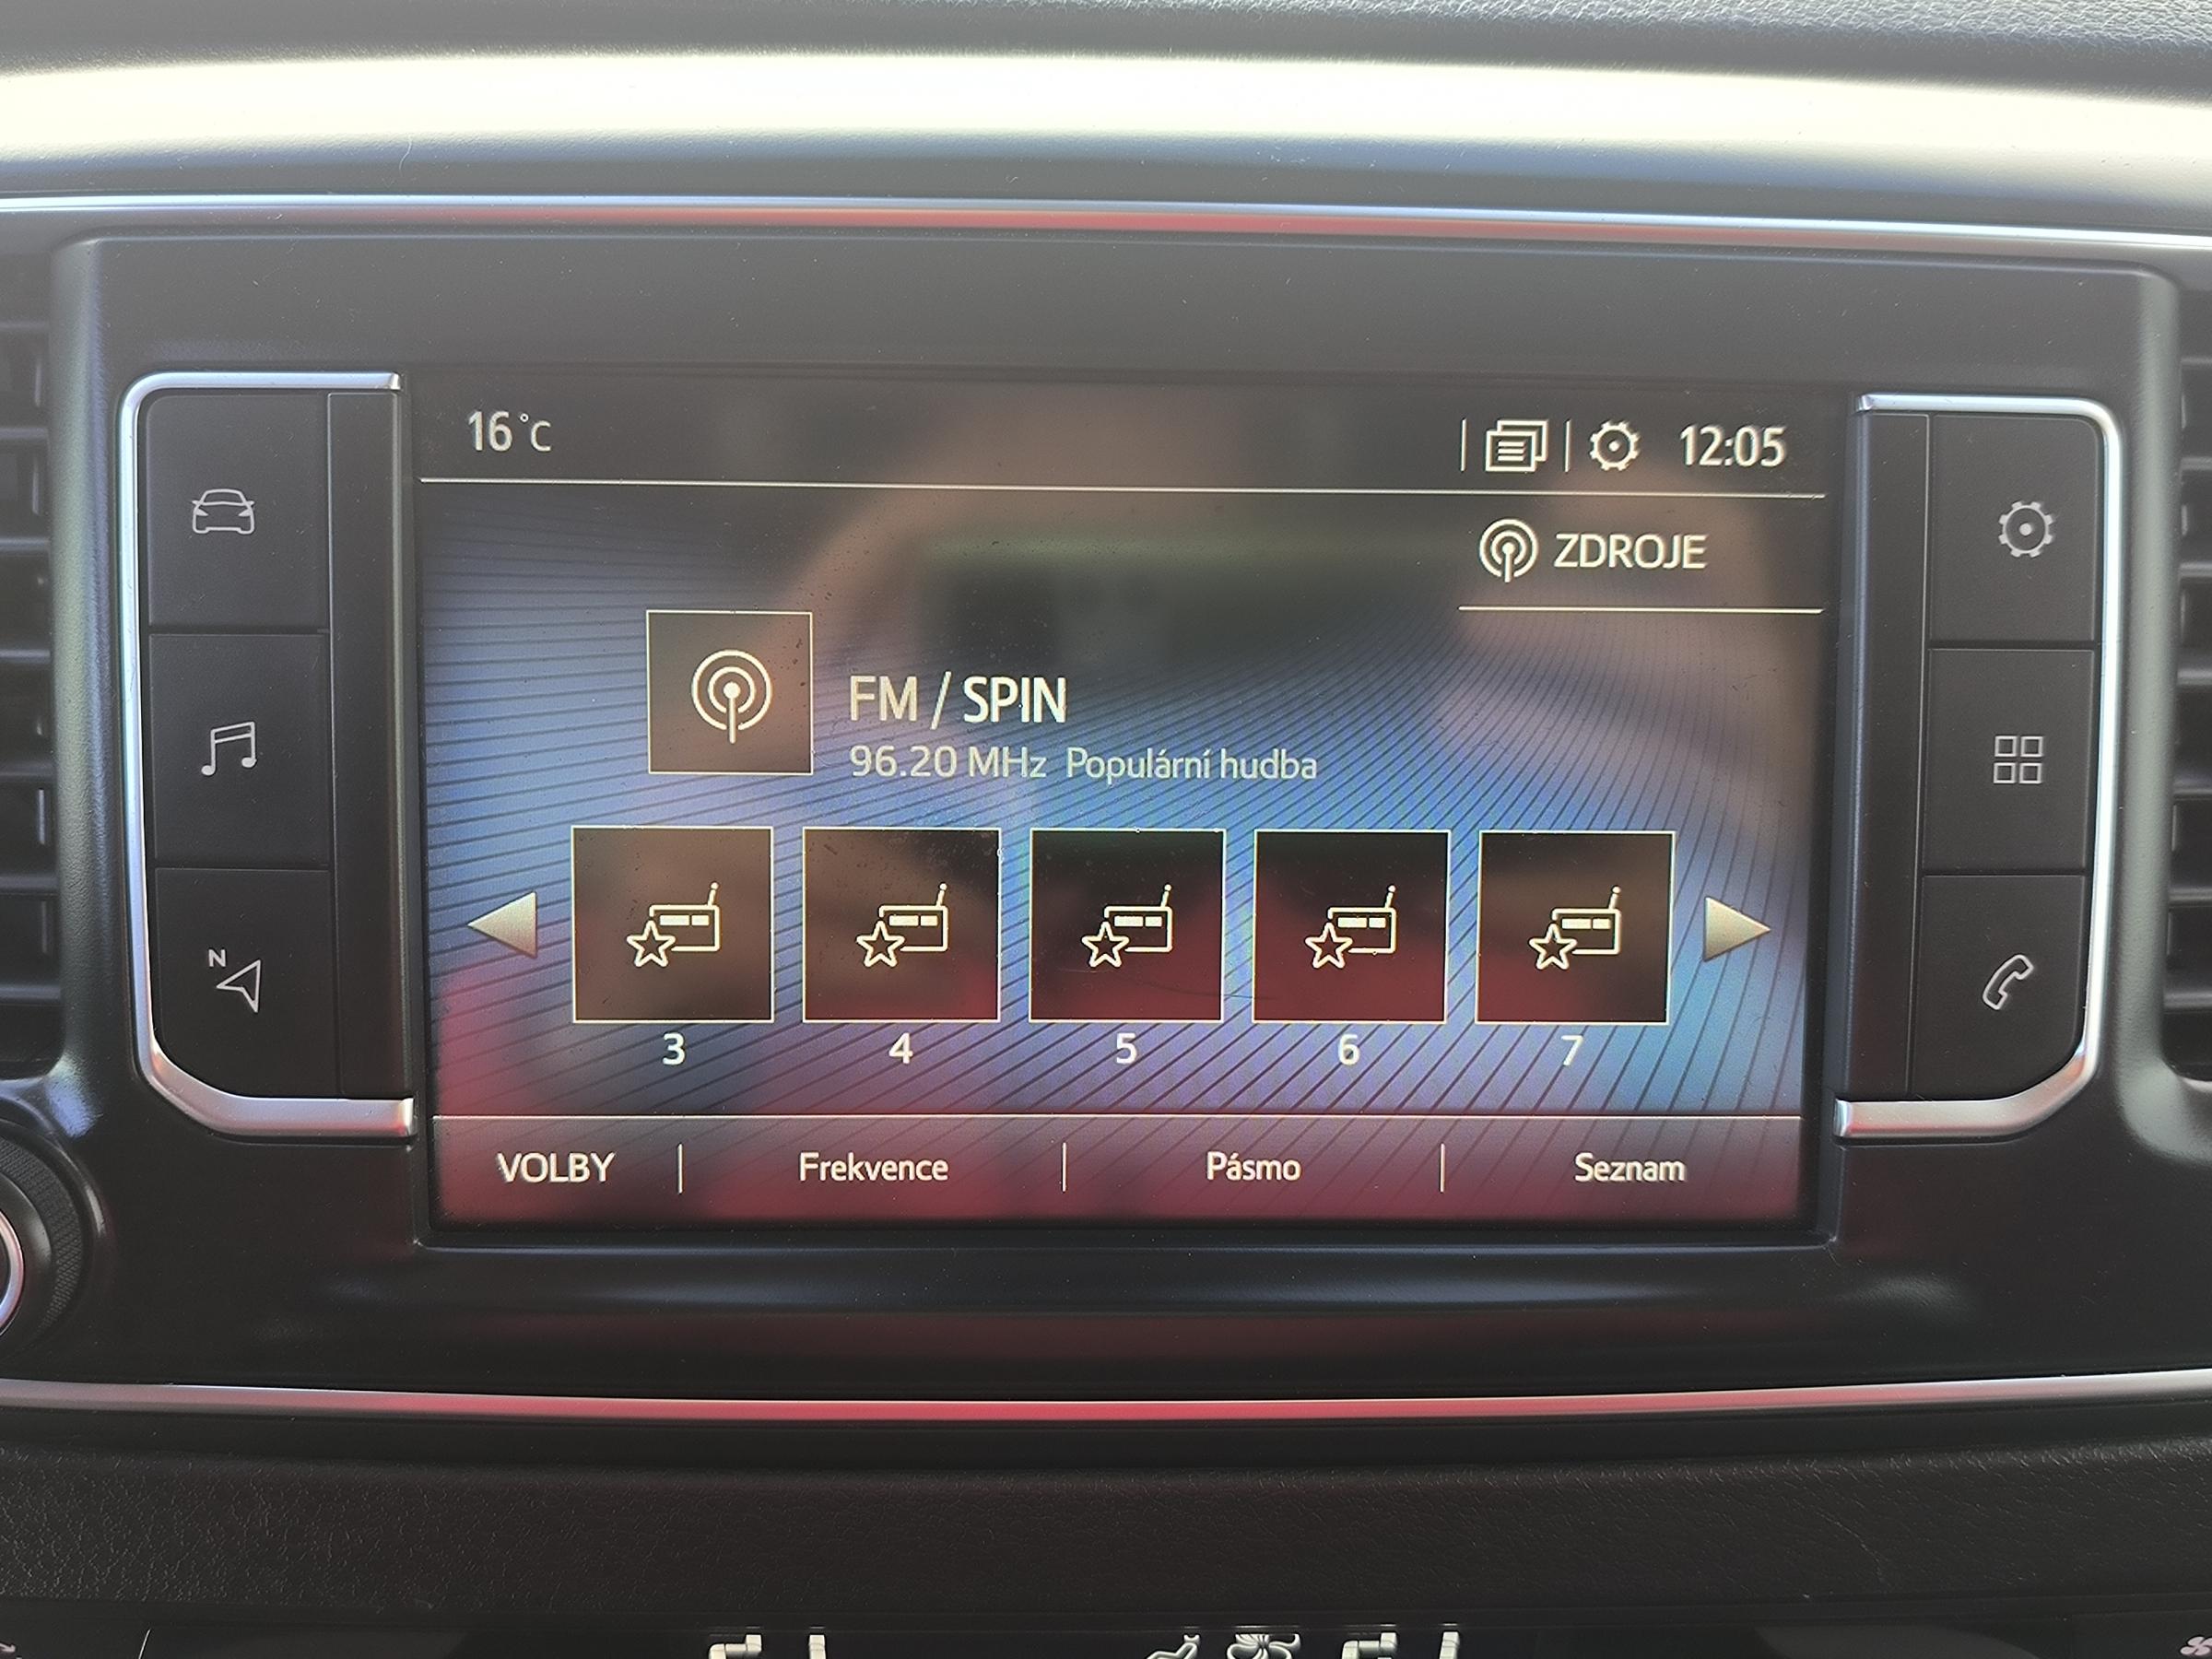 16°C
12:05
ZDROJE
FM / SPIN
96.20 MHz Populární hudba
3 4 5 6 7
VOLBY Frekvence Pásmo Seznam
N